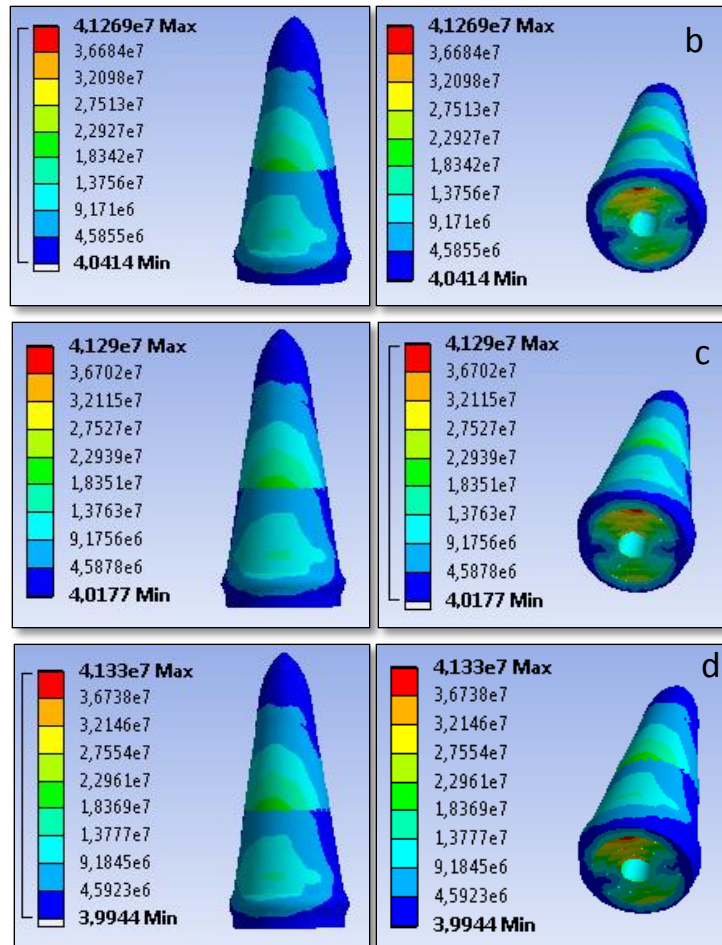 4,1269e7 Max
3,6684e7
3,2098e7
2,7513e7
2,2927e7
1,8342e7
1,3756e7
9,171e6
4,5855e6
4,0414 Min
b
4,1269e7 Max
3,6684e7
3,2098e7
2,7513e7
2,2927e7
1,8342e7
1,3756e7
9,171e6
4,5855e6
4,0414 Min
4,129e7 Max
3,6702e7
3,2115e7
2,7527e7
2,2939e7
1,8351e7
1,3763e7
9,1756e6
4,5878e6
4,0177 Min
c
4,129e7 Max
3,6702e7
3,2115e7
2,7527e7
2,2939e7
1,8351e7
1,3763e7
9,1756e6
4,5878e6
4,0177 Min
4,133e7 Max
3,6738e7
3,2146e7
2,7554e7
2,2961e7
1,8369e7
1,3777e7
9,1845e6
4,5923e6
3,9944 Min
d
4,133e7 Max
3,6738e7
3,2146e7
2,7554e7
2,2961e7
1,8369e7
1,3777e7
9,1845e6
4,5923e6
3,9944 Min